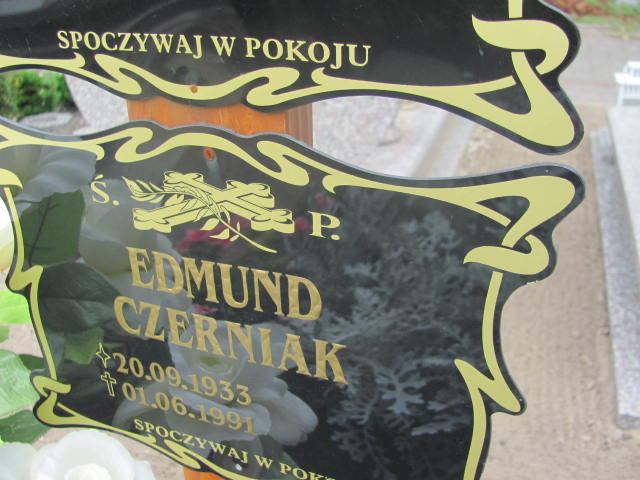 SPOCZYWAJ W POKOJU
Ś. P.
EDMUND
CZERNIAK
20.09.1933
01.06.1991
SPOCZYWAJ W